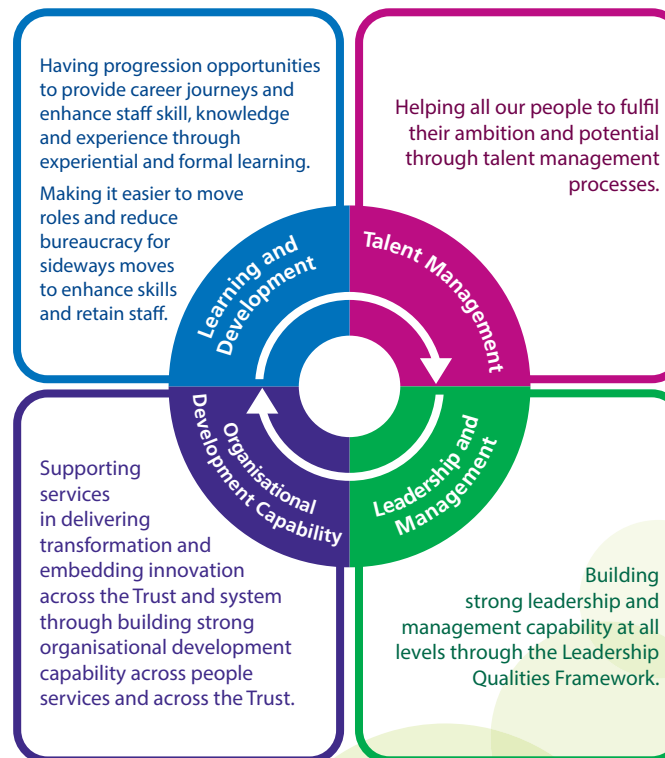 Having progression opportunities
to provide career journeys and
enhance staff skill, knowledge
and experience through
experiential and formal learning.
Making it easier to move
roles and reduce
bureaucracy for
sideways moves
to enhance skills
and retain staff.
Helping all our people to fulfil
their ambition and potential
through talent management
processes.
Learning and
Development
Talent Management
Organisational
Development Capability
Leadership and
Management
Supporting
services
in delivering
transformation and
embedding innovation
across the Trust and system
through building strong
organisational development
capability across people
services and across the Trust.
Building
strong leadership and
management capability at all
levels through the Leadership
Qualities Framework.